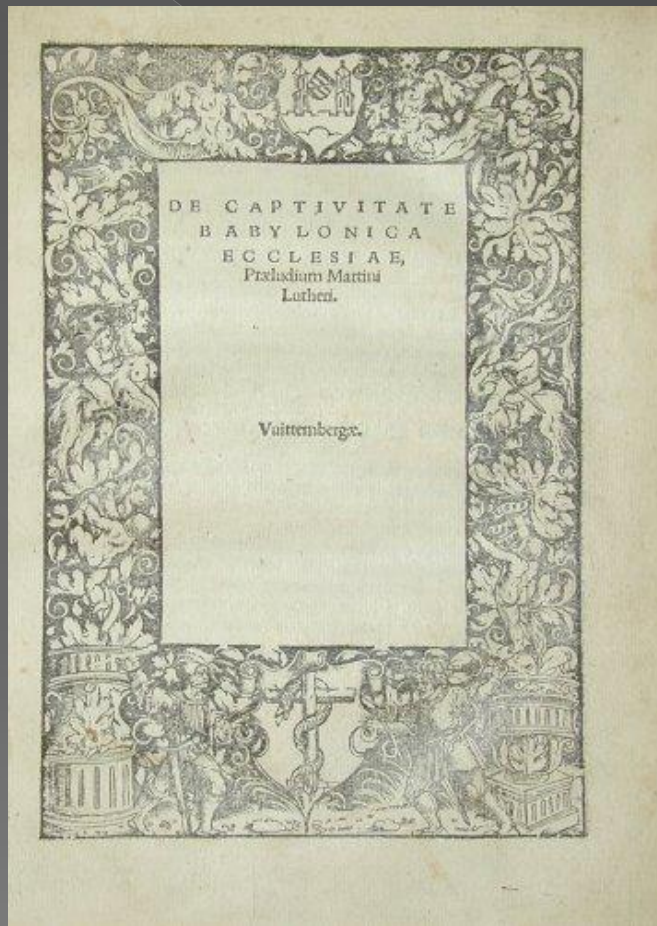 DE CAPTIVITATE
BABYLONICA
ECCLESIAE,
Præludium Martini
Lutheri.
Vuittembergæ.